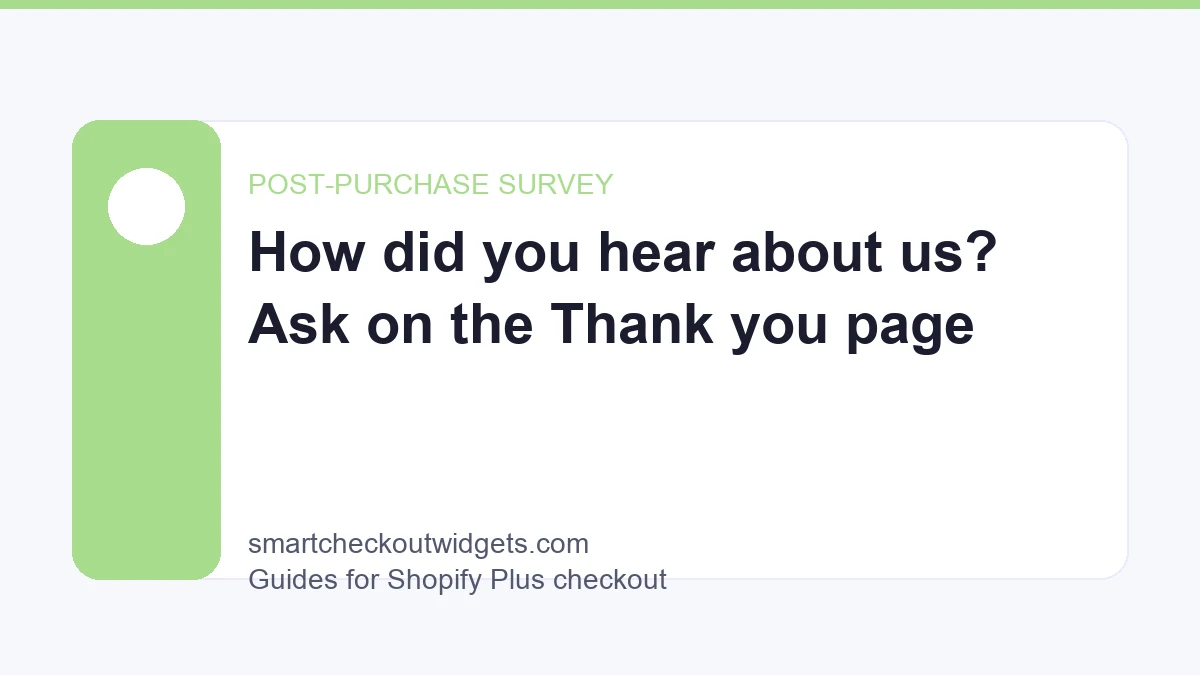 POST-PURCHASE SURVEY
How did you hear about us?
Ask on the Thank you page
smartcheckoutwidgets.com
Guides for Shopify Plus checkout